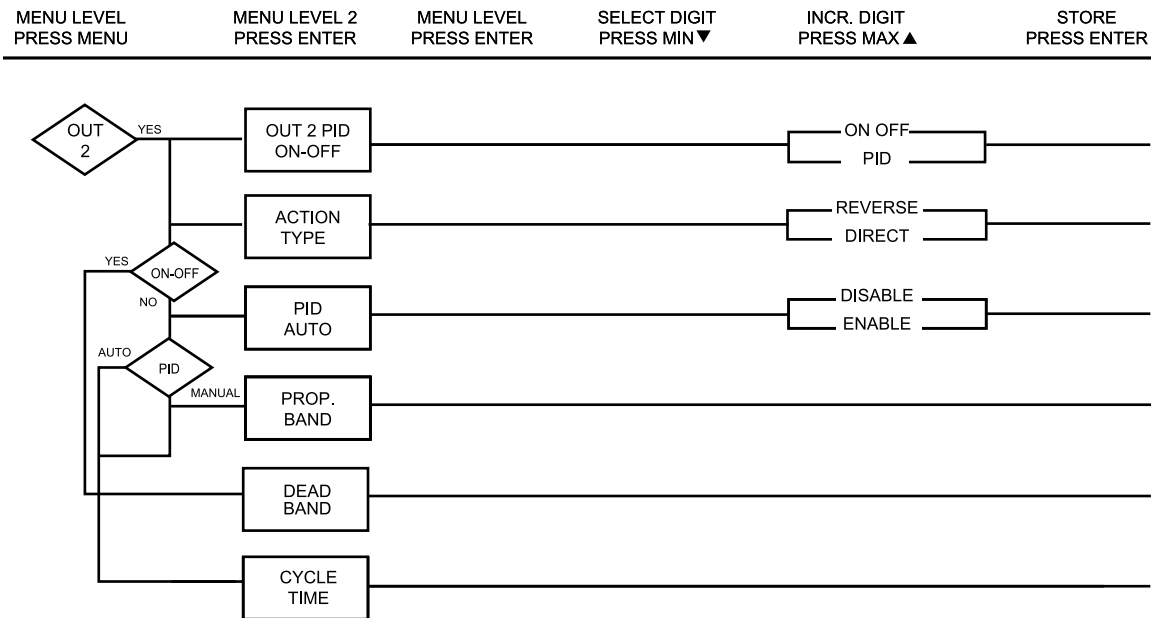 MENU LEVEL
PRESS MENU
MENU LEVEL 2
PRESS ENTER
MENU LEVEL
PRESS ENTER
SELECT DIGIT
PRESS MIN▼
INCR. DIGIT
PRESS MAX▲
STORE
PRESS ENTER
OUT
2
YES
OUT 2 PID
ON-OFF
ON OFF
PID
ACTION
TYPE
REVERSE
DIRECT
YES
ON-OFF
NO
PID
AUTO
DISABLE
ENABLE
AUTO
PID
MANUAL
PROP.
BAND
DEAD
BAND
CYCLE
TIME